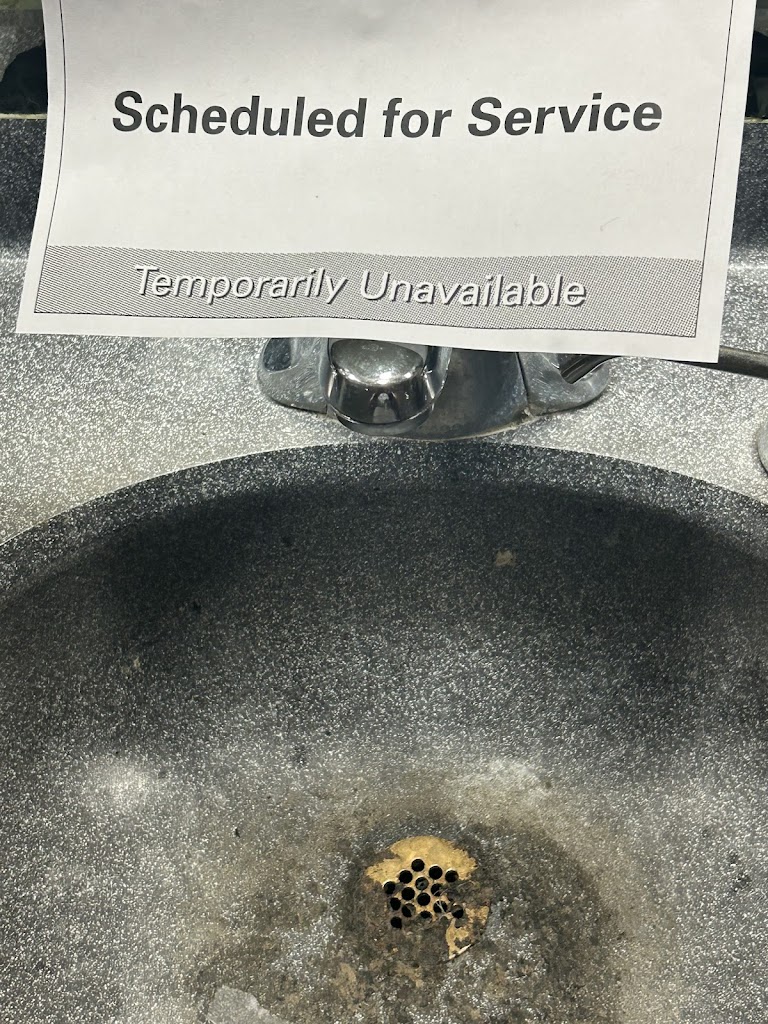 Scheduled for Service
Temporarily Unavailable